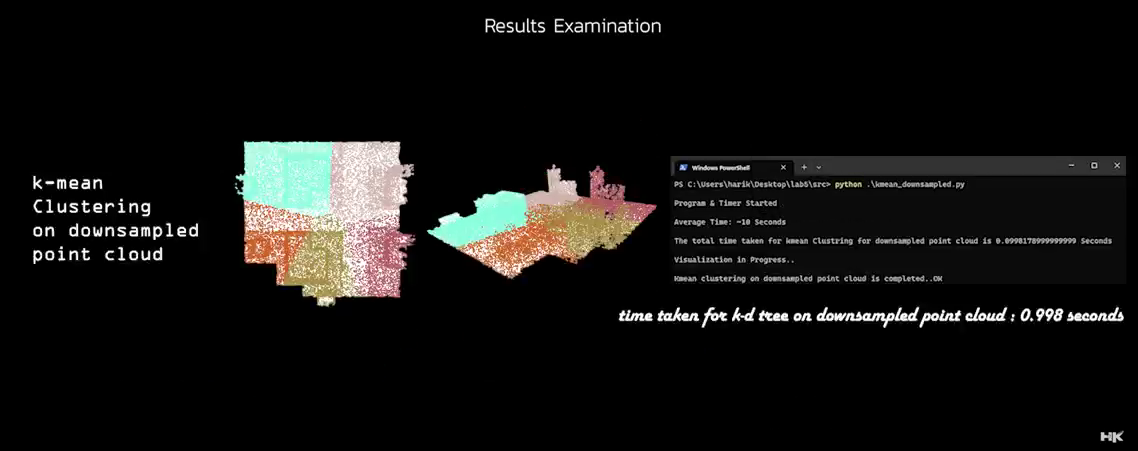 Results Examination
k-mean
Clustering
on downsampled
point cloud
Windows PowerShell
PS C:\Users\harik\Desktop\lab5\src> python .\kmean_downsampled.py
Program & Timer Started
Average Time: ~10 Seconds
The total time taken for kmean Clustring for downsampled point cloud is 0.0998178999999999 Seconds
Visualization in Progress..
Kmean clustering on downsampled point cloud is completed..OK
time taken for k-d tree on downsampled point cloud : 0.998 seconds
HK